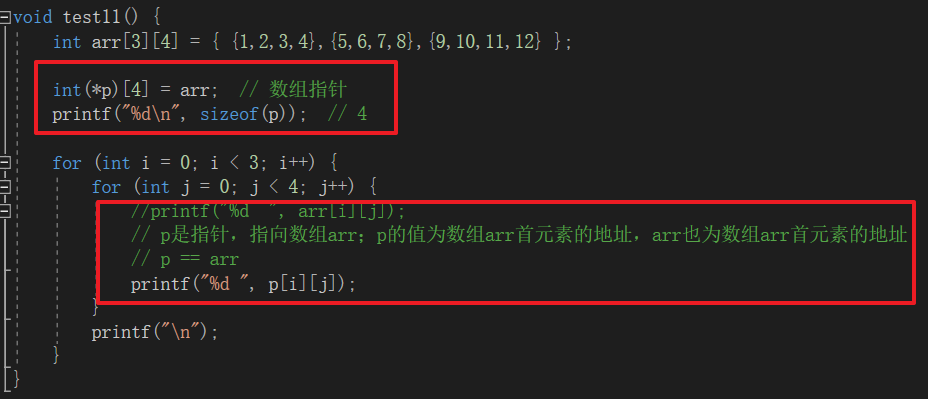 void test11() {
int arr[3][4] = { {1,2,3,4},{5,6,7,8},{9,10,11,12} };
int(*p)[4] = arr;  // 数组指针
printf("%d\n", sizeof(p));  // 4
for (int i = 0; i < 3; i++) {
for (int j = 0; j < 4; j++) {
//printf("%d  ", arr[i][j]);
// p是指针，指向数组arr；p的值为数组arr首元素的地址，arr也为数组arr首元素的地址
// p == arr
printf("%d ", p[i][j]);
}
printf("\n");
}
}